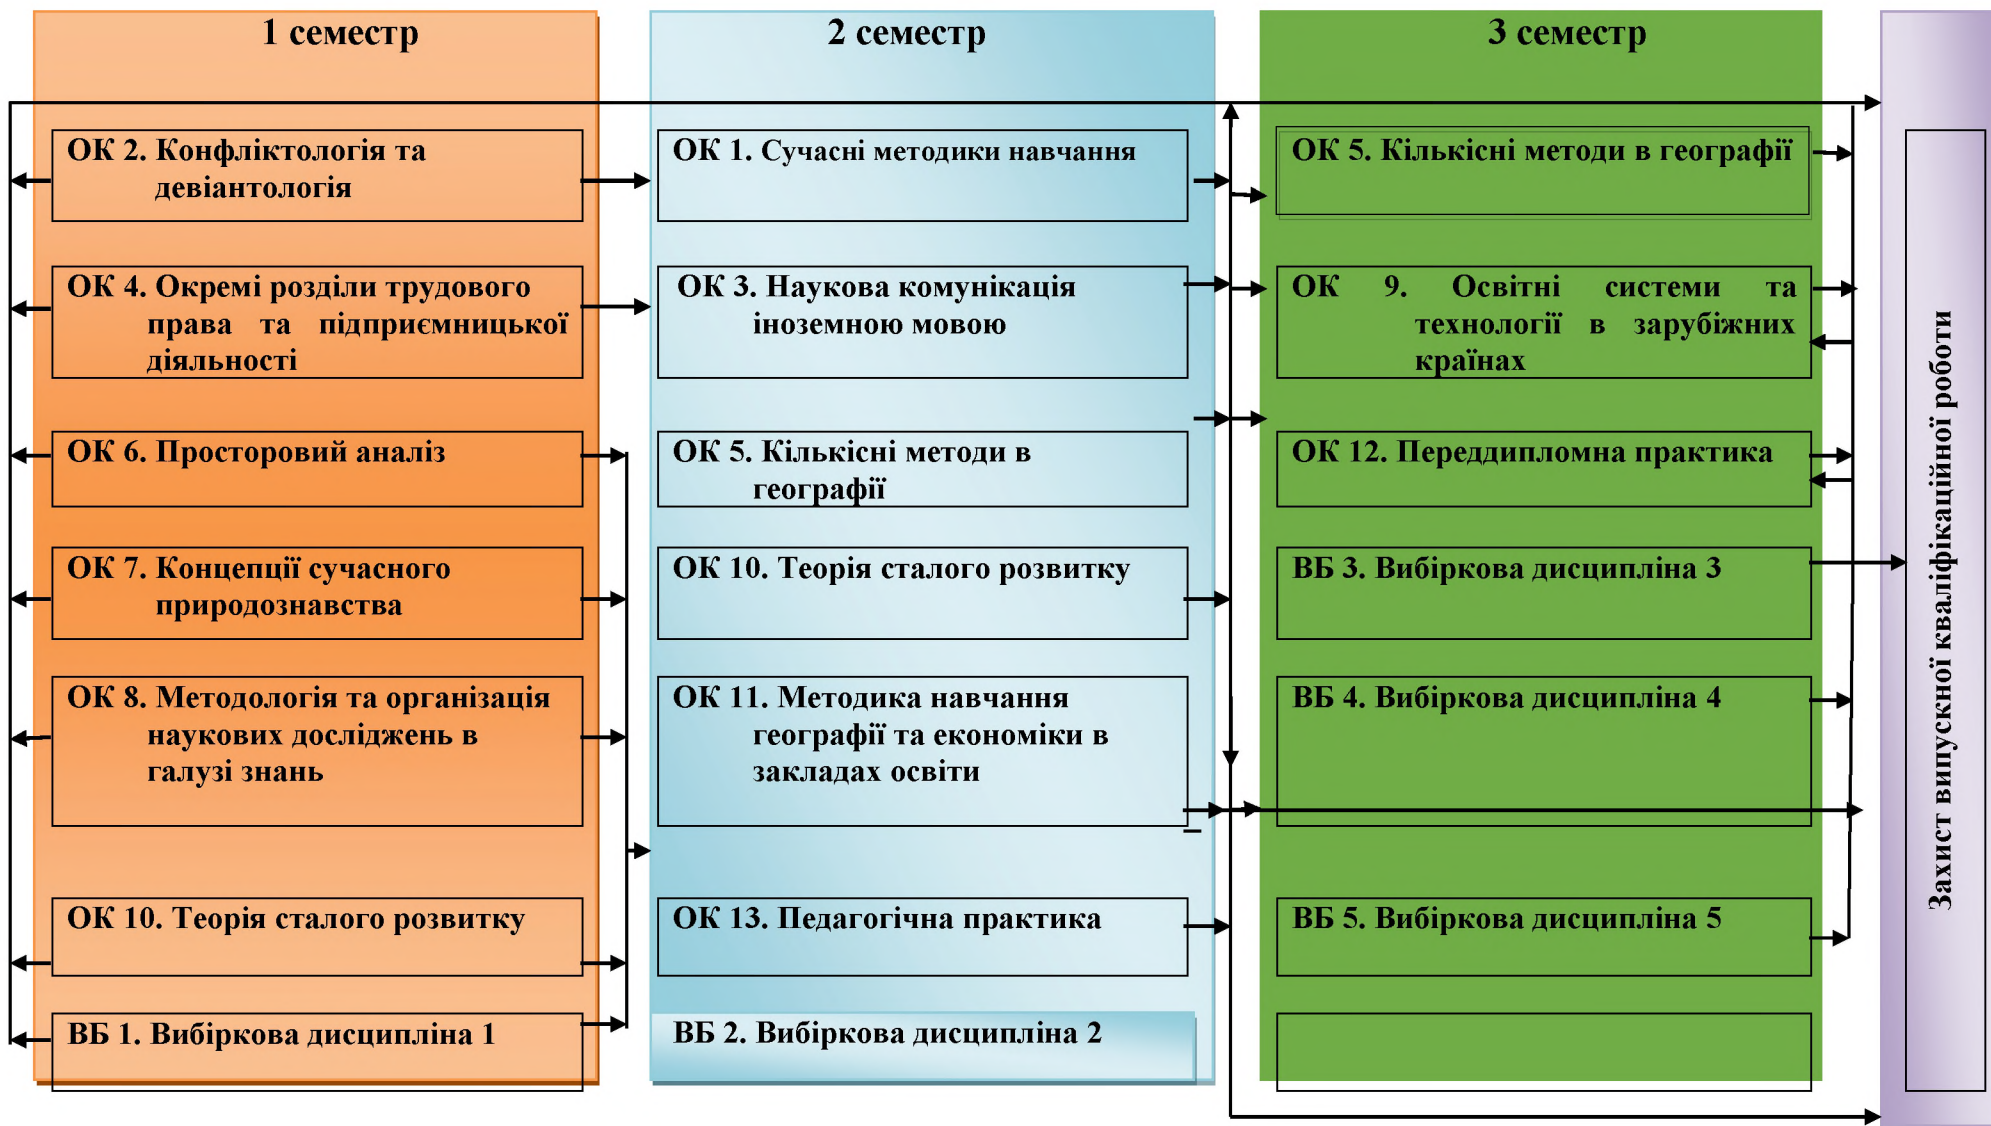 1 семестр
ОК 2. Конфліктологія та
девіантологія
ОК 4. Окремі розділи трудового
права та підприємницької
діяльності
ОК 6. Просторовий аналіз
ОК 7. Концепції сучасного
природознавства
ОК 8. Методологія та організація
наукових досліджень в
галузі знань
ОК 10. Теорія сталого розвитку
ВБ 1. Вибіркова дисципліна 1
2 семестр
ОК 1. Сучасні методики навчання
ОК 3. Наукова комунікація
іноземною мовою
ОК 5. Кількісні методи в
географії
ОК 10. Теорія сталого розвитку
ОК 11. Методика навчання
географії та економіки в
закладах освіти
ОК 13. Педагогічна практика
ВБ 2. Вибіркова дисципліна 2
3 семестр
ОК 5. Кількісні методи в географії
ОК 9. Освітні системи та
технології в зарубіжних
країнах
ОК 12. Переддипломна практика
ВБ 3. Вибіркова дисципліна 3
ВБ 4. Вибіркова дисципліна 4
ВБ 5. Вибіркова дисципліна 5
Захист випускної кваліфікаційної роботи